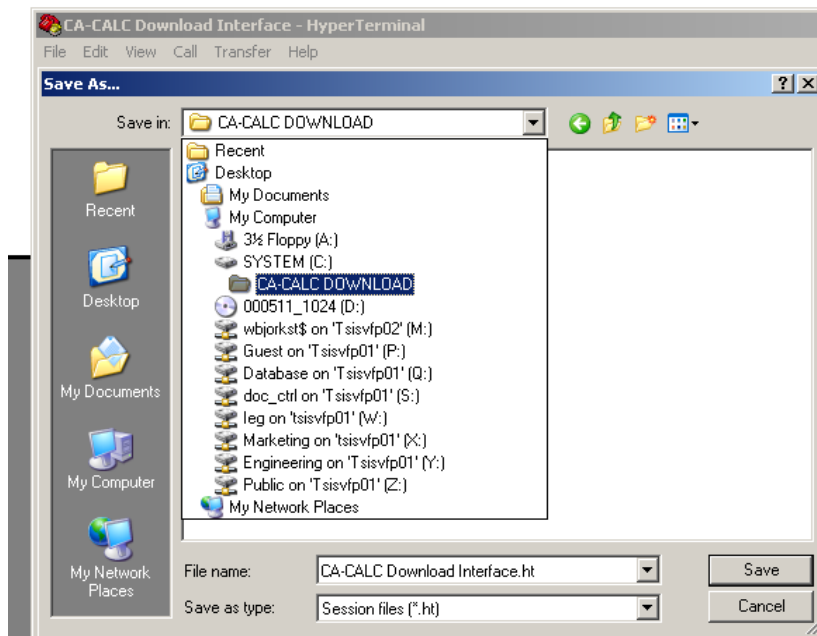 CA-CALC Download Interface - HyperTerminal
File Edit View Call Transfer Help
Save As...
Save in: CA-CALC DOWNLOAD
Recent
Desktop
My Documents
My Computer
3½ Floppy (A:)
SYSTEM (C:)
CA-CALC DOWNLOAD
000511_1024 (D:)
wbjorkst$ on 'Tsisvfp02' (M:)
Guest on 'Tsisvfp01' (P:)
Database on 'Tsisvfp01' (Q:)
doc_ctrl on 'Tsisvfp01' (S:)
leg on 'tsisvfp01' (W:)
Marketing on 'tsisvfp01' (X:)
Engineering on 'Tsisvfp01' (Y:)
Public on 'Tsisvfp01' (Z:)
My Network Places
Recent
Desktop
My Documents
My Computer
My Network
Places
File name: CA-CALC Download Interface.ht Save
Save as type: Session files (*.ht) Cancel